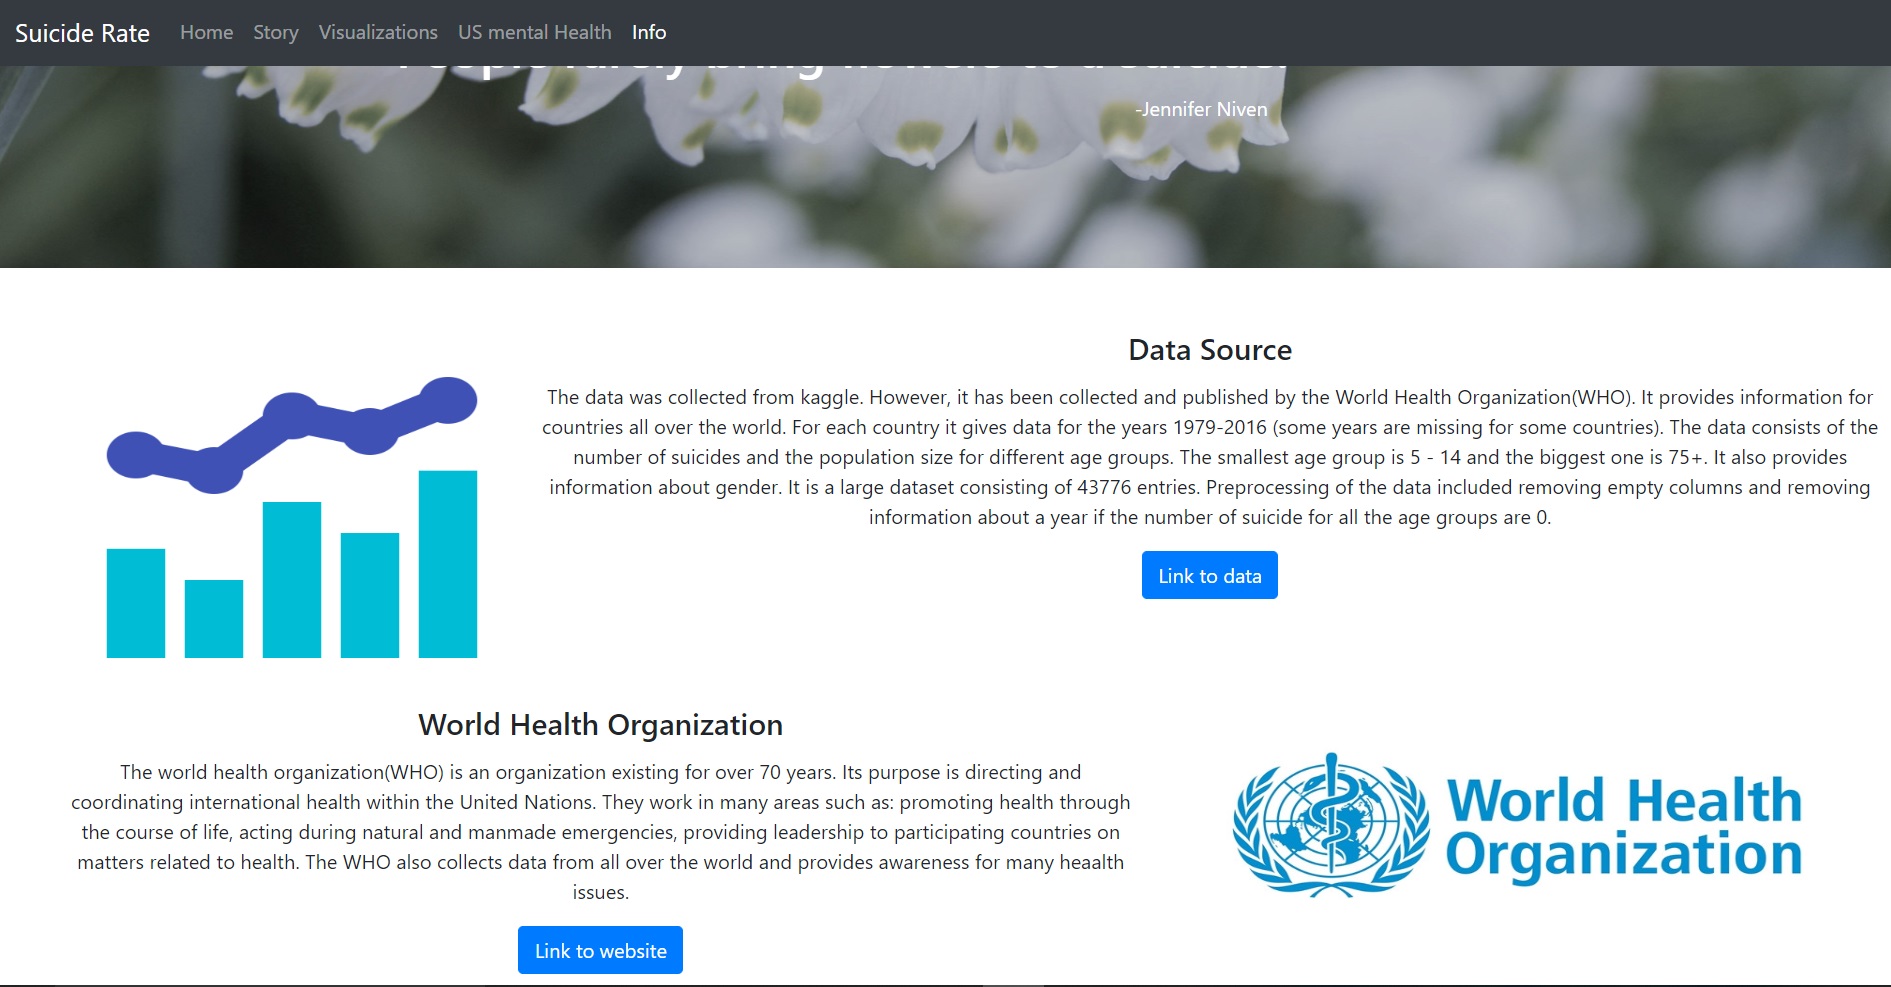 Suicide Rate Home Story Visualizations US mental Health Info
People rarely bring flowers to a suicide.
-Jennifer Niven
Data Source
The data was collected from kaggle. However, it has been collected and published by the World Health Organization(WHO). It provides information for
countries all over the world. For each country it gives data for the years 1979-2016 (some years are missing for some countries). The data consists of the
number of suicides and the population size for different age groups. The smallest age group is 5 - 14 and the biggest one is 75+. It also provides
information about gender. It is a large dataset consisting of 43776 entries. Preprocessing of the data included removing empty columns and removing
information about a year if the number of suicide for all the age groups are 0.
Link to data
World Health Organization
The world health organization(WHO) is an organization existing for over 70 years. Its purpose is directing and
coordinating international health within the United Nations. They work in many areas such as: promoting health through
the course of life, acting during natural and manmade emergencies, providing leadership to participating countries on
matters related to health. The WHO also collects data from all over the world and provides awareness for many heaalth
issues.
Link to website
World Health
Organization